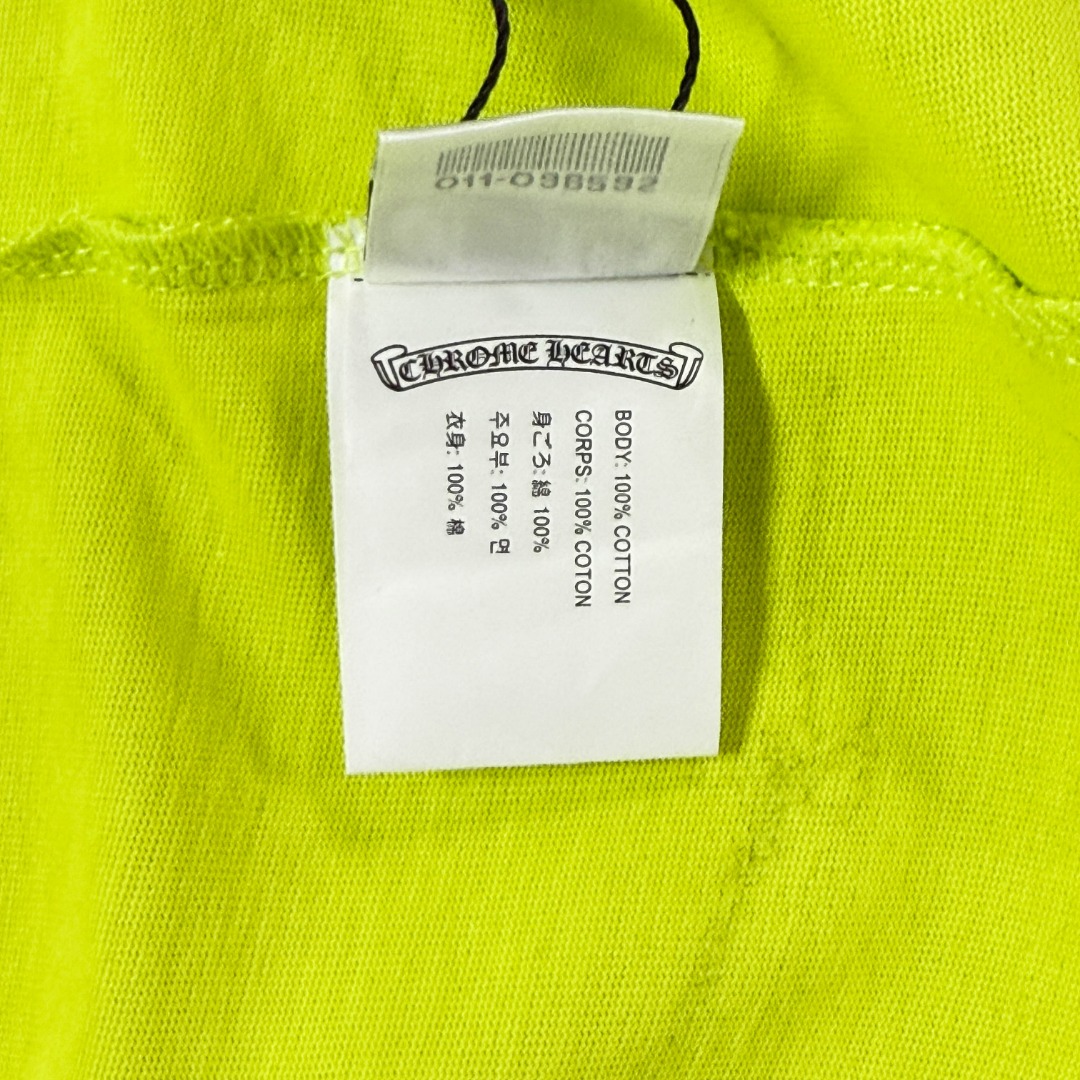 011-098592
CHROME HEARTS
BODY: 100% COTTON
CORPS: 100% COTON
身ごろ: 綿 100%
주요부: 100% 면
衣身: 100% 棉